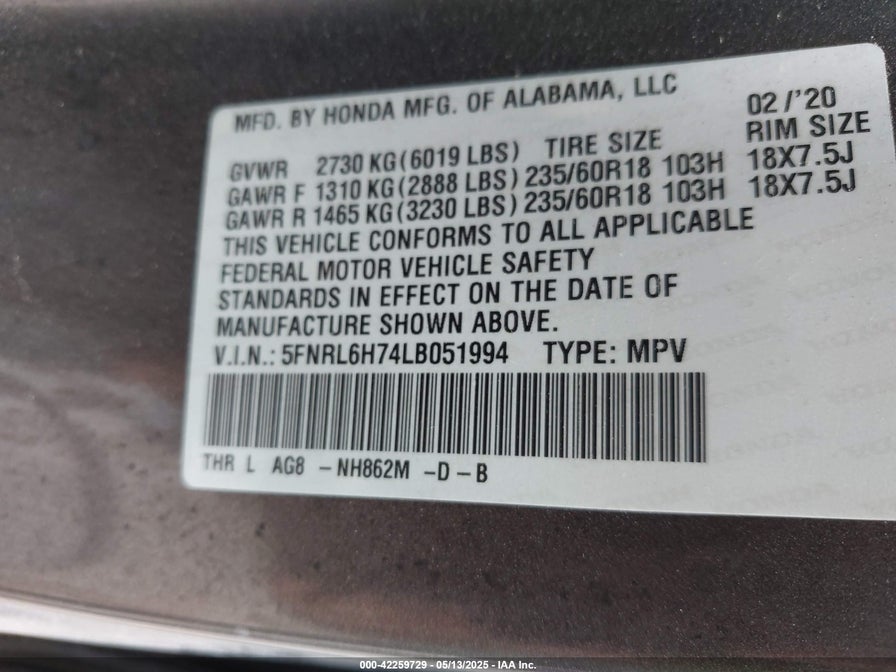 MFD. BY HONDA MFG. OF ALABAMA, LLC 02/'20
GVWR 2730 KG(6019 LBS) TIRE SIZE RIM SIZE
GAWR F 1310 KG(2888 LBS) 235/60R18 103H 18X7.5J
GAWR R 1465 KG(3230 LBS) 235/60R18 103H 18X7.5J
THIS VEHICLE CONFORMS TO ALL APPLICABLE
FEDERAL MOTOR VEHICLE SAFETY
STANDARDS IN EFFECT ON THE DATE OF
MANUFACTURE SHOWN ABOVE.
V.I.N.: 5FNRL6H74LB051994 TYPE: MPV
THR L AG8 -NH862M -D-B
000-42259729 - 05/13/2025 - IAA Inc.